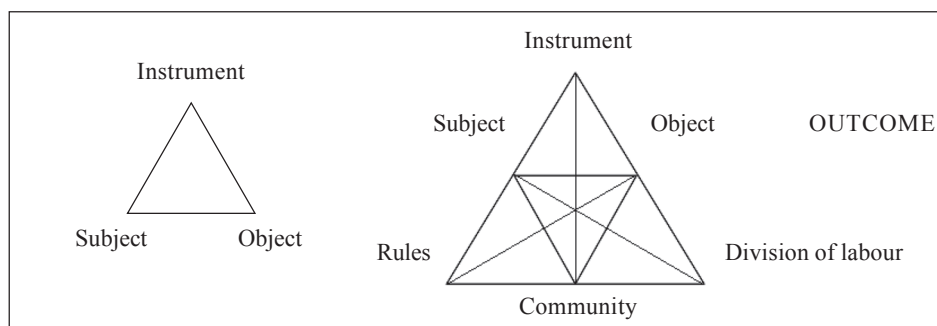 Instrument
Subject Object
Instrument
Subject Object OUTCOME
Rules Division of labour
Community